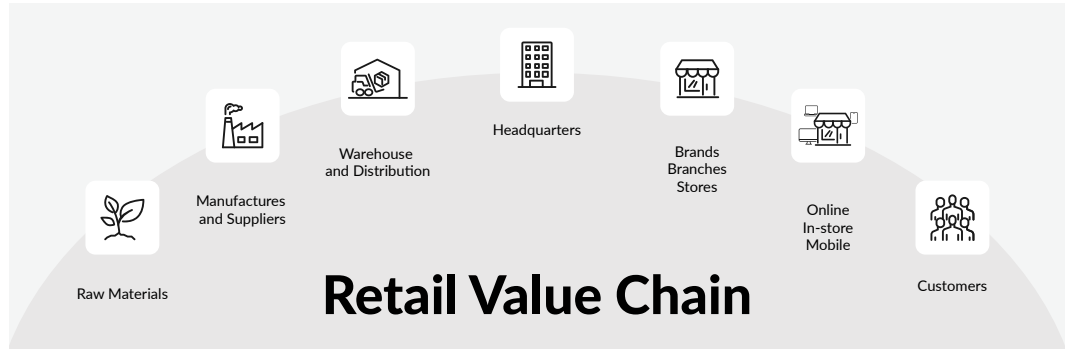 Raw Materials
Manufactures
and Suppliers
Warehouse
and Distribution
Headquarters
Brands
Branches
Stores
Online
In-store
Mobile
Customers
Retail Value Chain